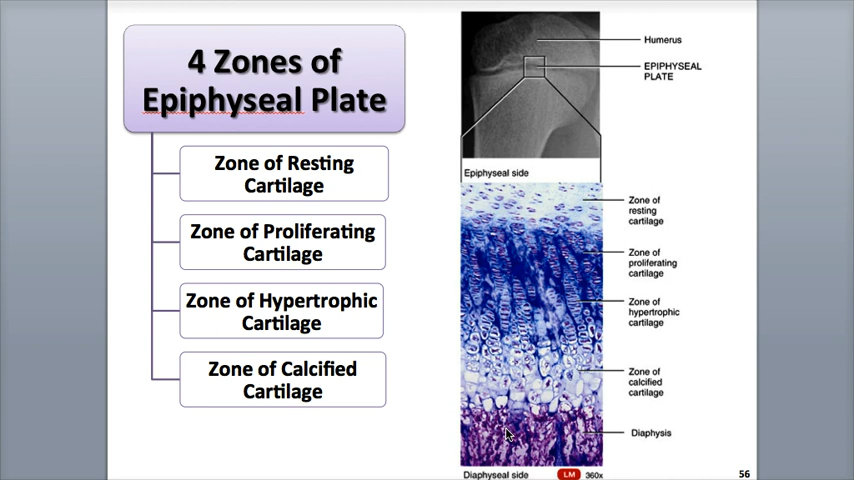 4 Zones of
Epiphyseal Plate
Zone of Resting
Cartilage
Zone of Proliferating
Cartilage
Zone of Hypertrophic
Cartilage
Zone of Calcified
Cartilage
Humerus
EPIPHYSEAL
PLATE
Epiphyseal side
Zone of
resting
cartilage
Zone of
proliferating
cartilage
Zone of
hypertrophic
cartilage
Zone of
calcified
cartilage
Diaphysis
Diaphyseal side
LM 360x
56